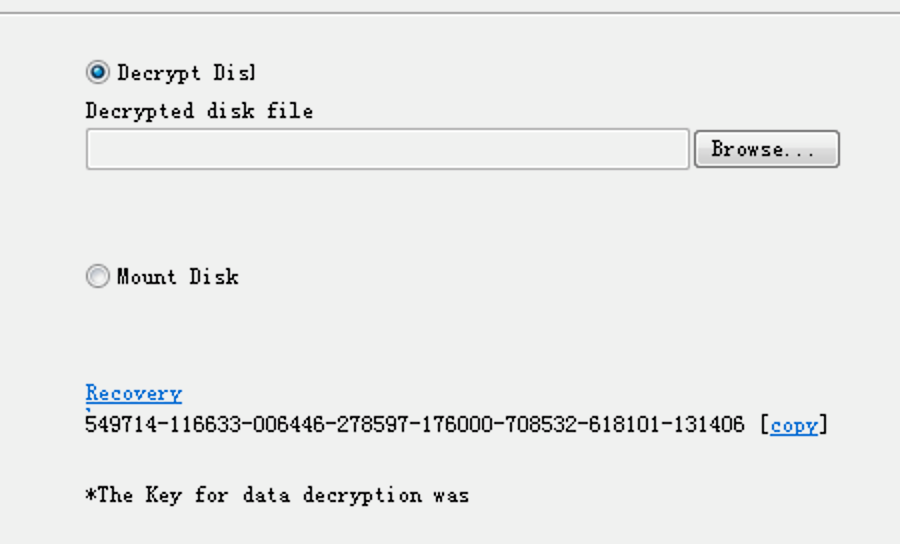 Decrypt Dis
Decrypted disk file
Browse...
Mount Disk
Recovery
549714-116633-006446-278597-176000-708532-618101-131406 [copy]
*The Key for data decryption was